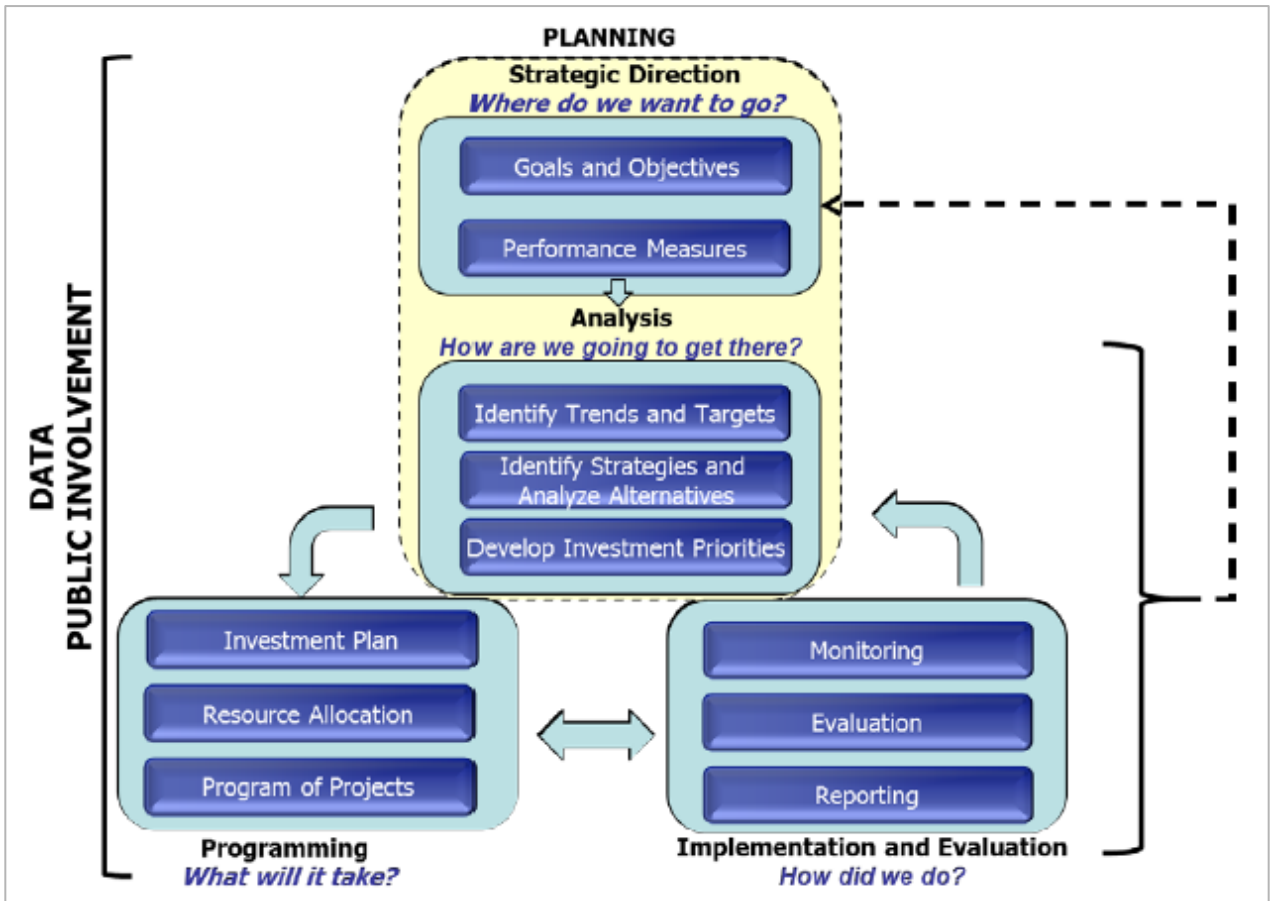 PLANNING
Strategic Direction
Where do we want to go?
Goals and Objectives
Performance Measures
Analysis
How are we going to get there?
Identify Trends and Targets
Identify Strategies and
Analyze Alternatives
Develop Investment Priorities
DATA
PUBLIC INVOLVEMENT
Investment Plan
Resource Allocation
Program of Projects
Programming
What will it take?
Monitoring
Evaluation
Reporting
Implementation and Evaluation
How did we do?